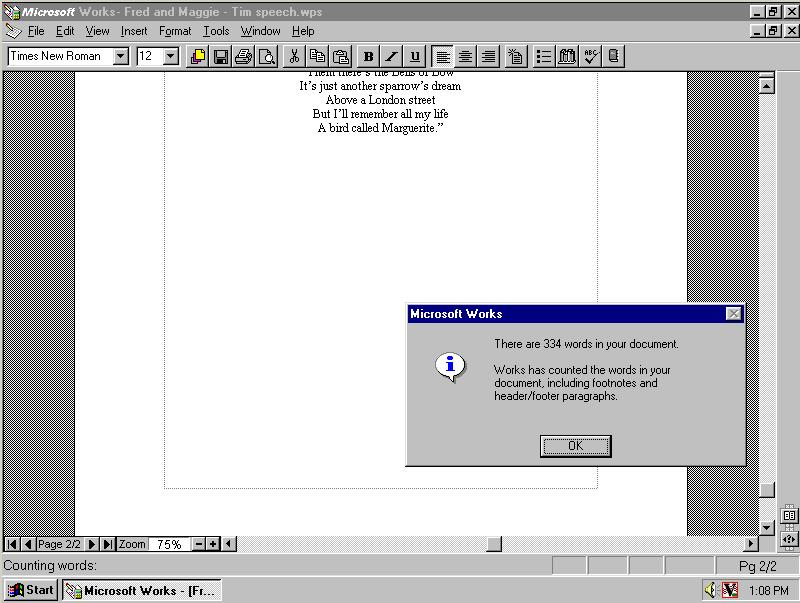 Microsoft Works- Fred and Maggie - Tim speech.wps
File Edit View Insert Format Tools Window Help
Times New Roman 12 B I U ABC
Then there's the Bells of Bow
It's just another sparrow's dream
Above a London street
But I'll remember all my life
A bird called Marguerite."
Microsoft Works
There are 334 words in your document.
Works has counted the words in your
document, including footnotes and
header/footer paragraphs.
OK
Page 2/2 Zoom 75%
Counting words:
Pg 2/2
Start Microsoft Works - [Fr... 1:08 PM